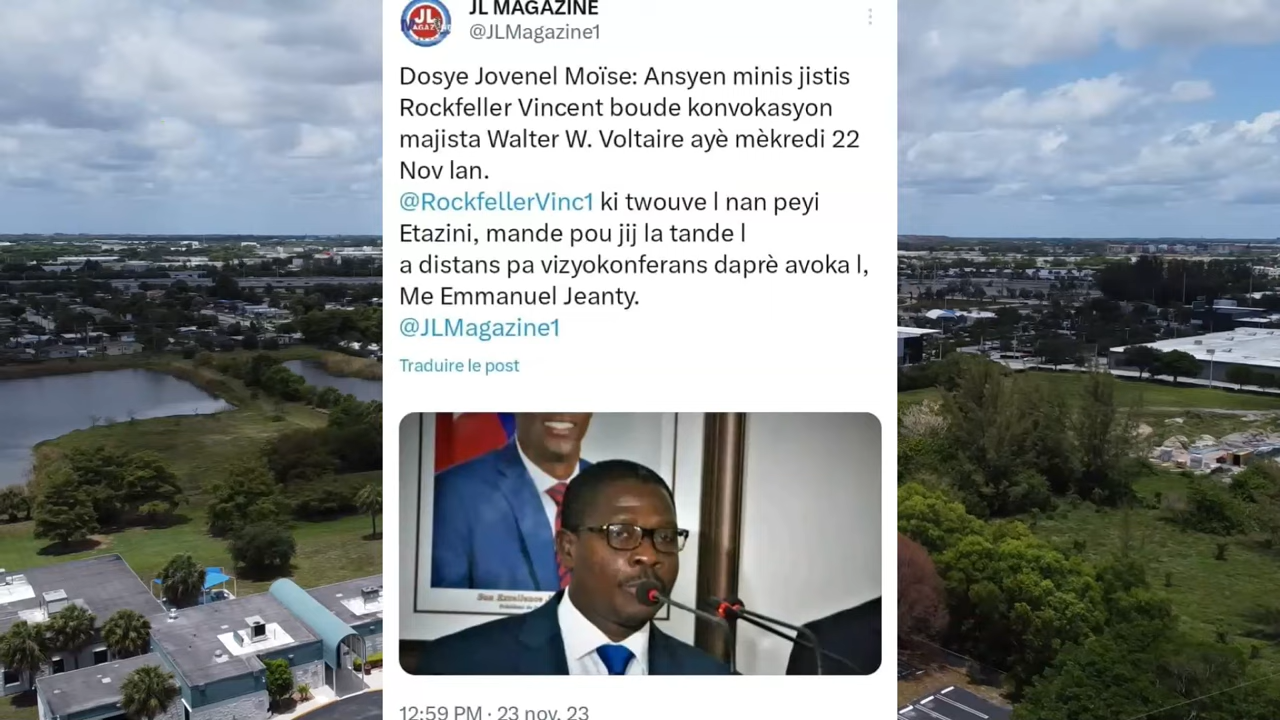 JL MAGAZINE
@JLMagazine1
Dosye Jovenel Moïse: Ansyen minis jistis
Rockfeller Vincent boude konvokasyon
majista Walter W. Voltaire ayè mèkredi 22
Nov lan.
@RockfellerVinc1 ki twouve l nan peyi
Etazini, mande pou jij la tande l
a distans pa vizyokonferans daprè avoka l,
Me Emmanuel Jeanty.
@JLMagazine1
Traduire le post
Son Excellence
12:59 PM · 23 nov. 23